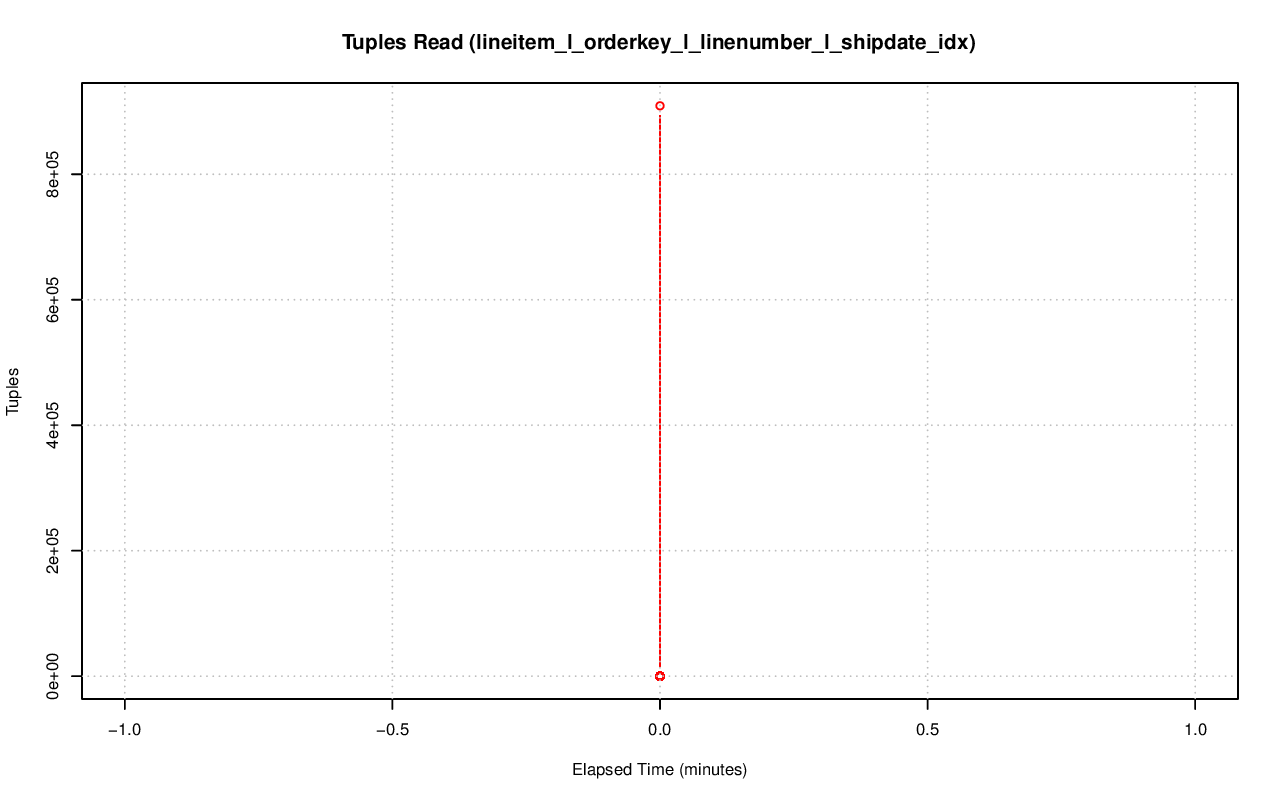 Tuples Read (lineitem_l_orderkey_l_linenumber_l_shipdate_idx)
Tuples
8e+05
6e+05
4e+05
2e+05
0e+00
−1.0 −0.5 0.0 0.5 1.0
Elapsed Time (minutes)